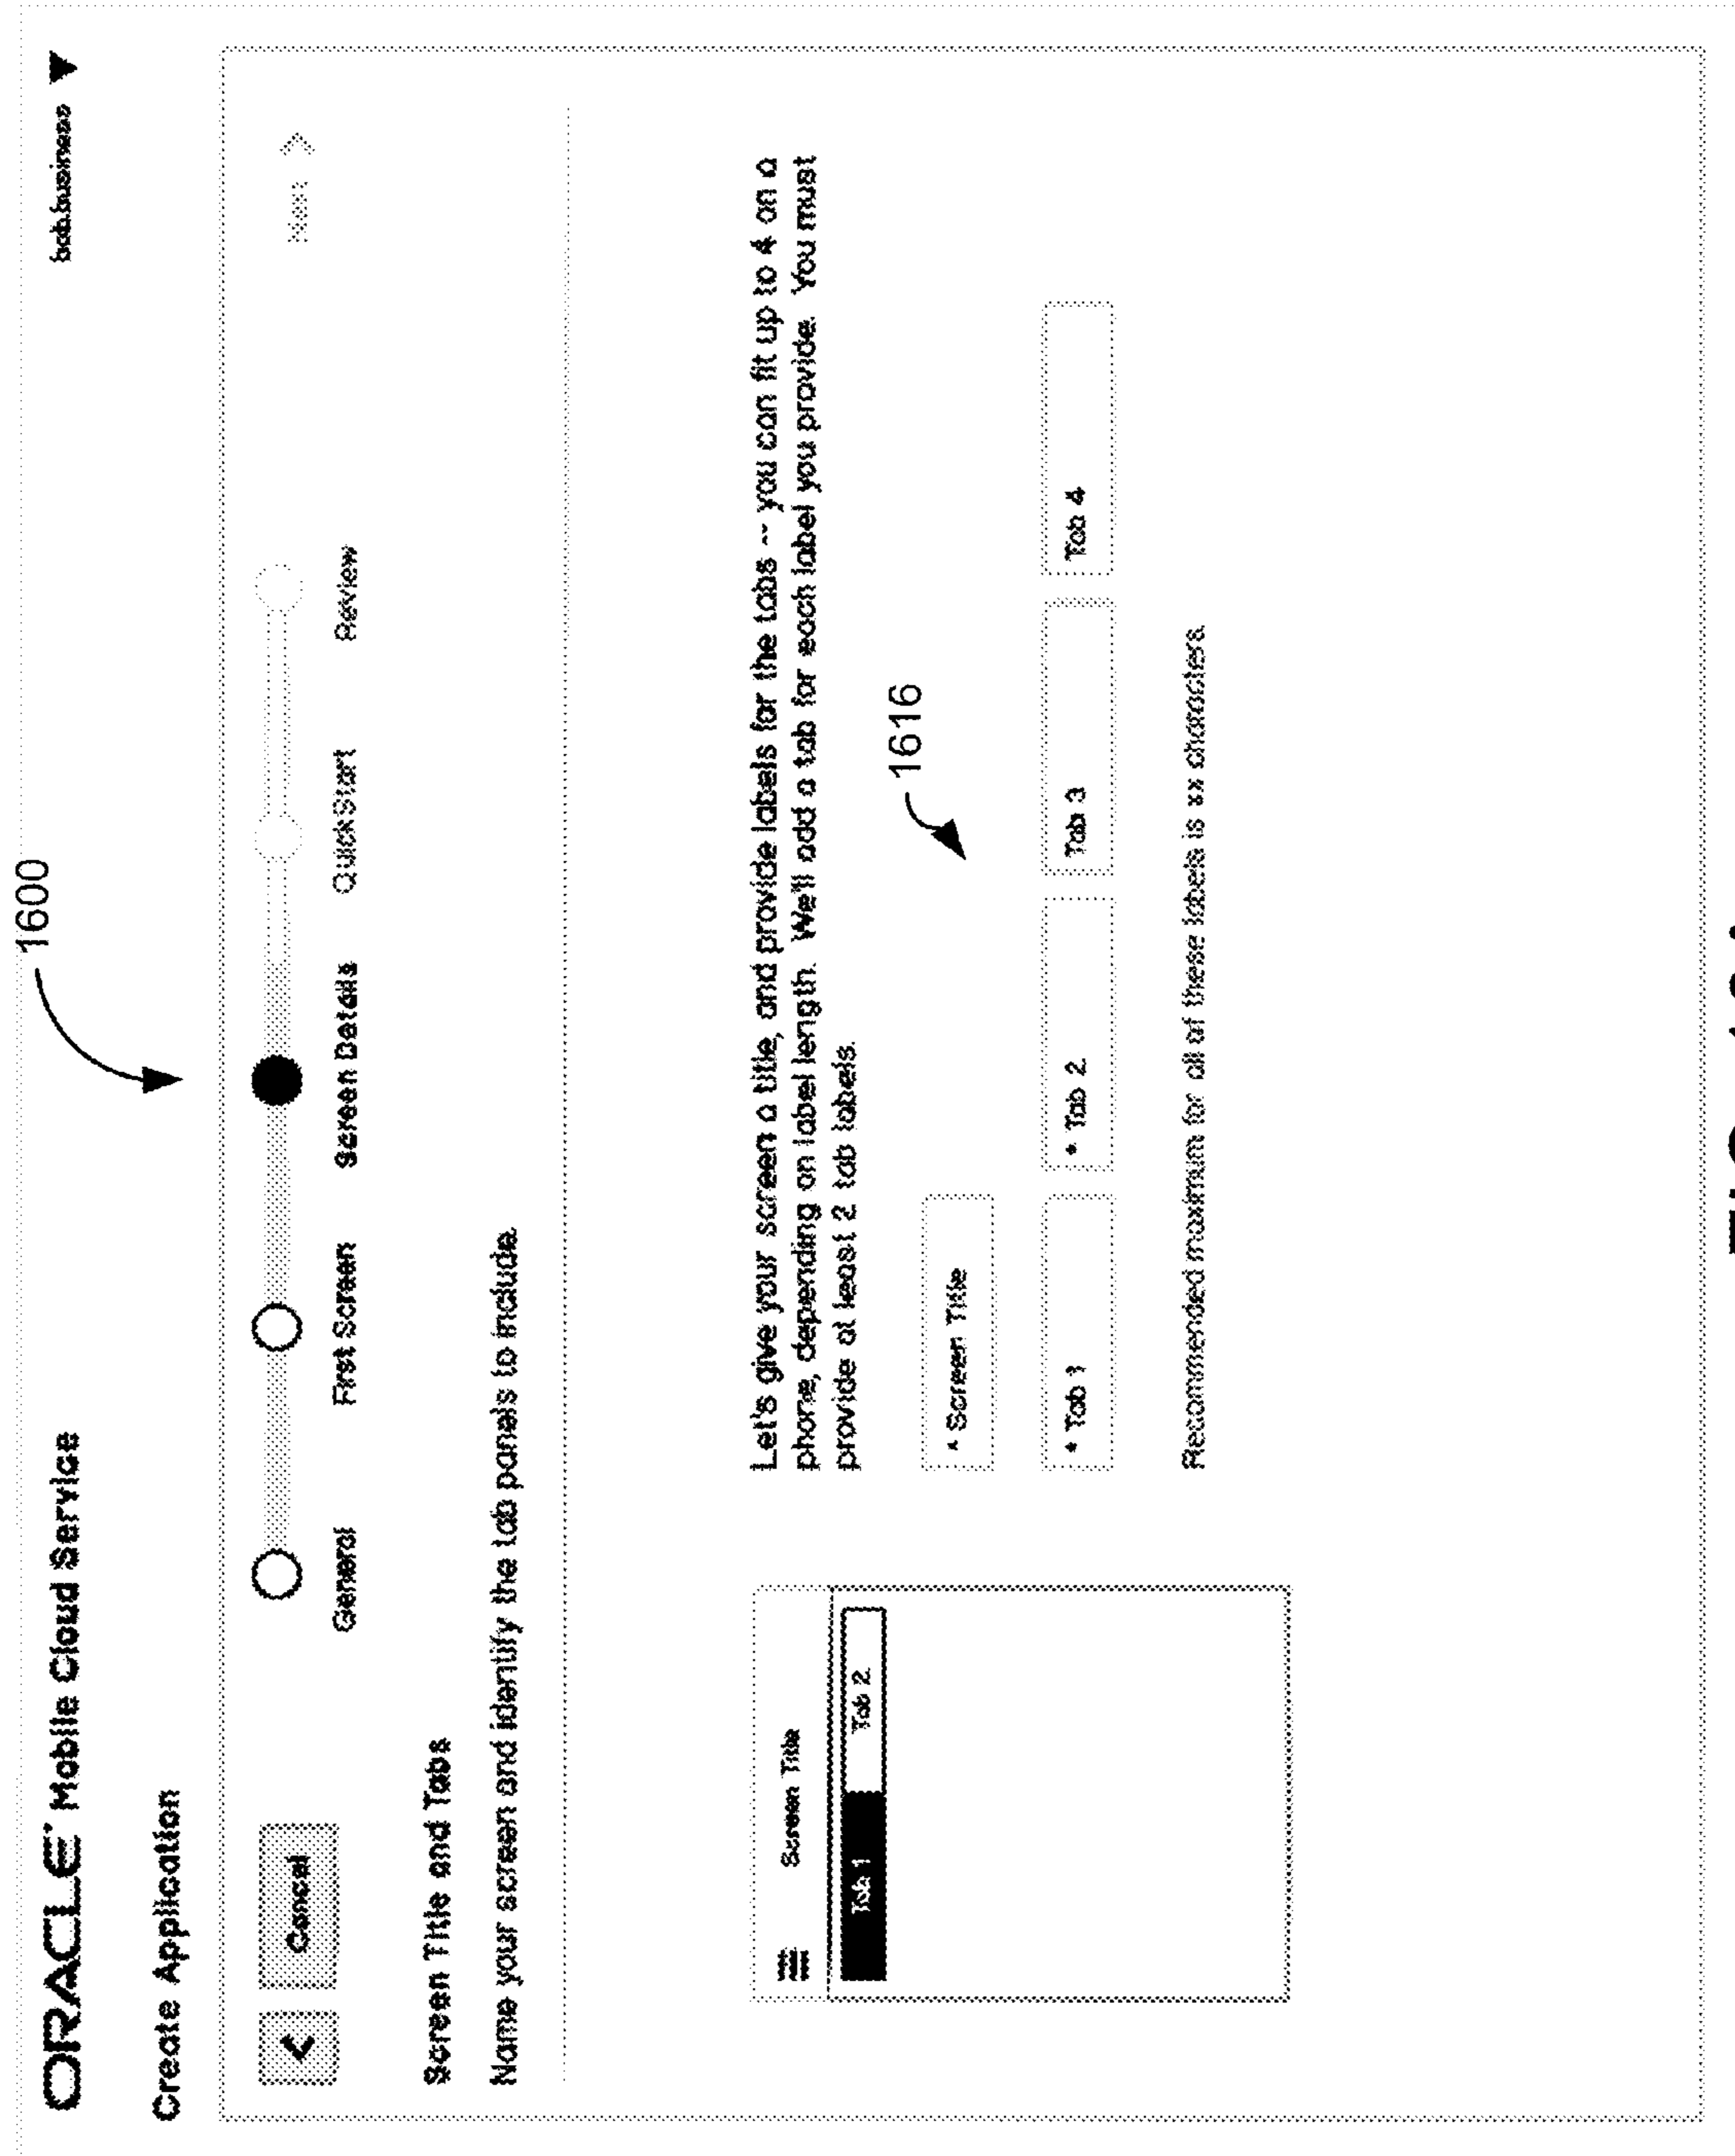 1600
ORACLE Mobile Cloud Service
bob.business
Create Application
Cancel
General
First Screen
Screen Details
QuickStart
Review
Next
Screen Title and Tabs
Name your screen and identify the tab panels to include.
Screen Title
Tab 1
Tab 2
Let's give your screen a title, and provide labels for the tabs -- you can fit up to 4 on a
phone, depending on label length. We'll add a tab for each label you provide. You must
provide at least 2 tab labels.
1616
* Screen Title
* Tab 1
* Tab 2
Tab 3
Tab 4
Recommended maximum for all of these labels is xx characters.